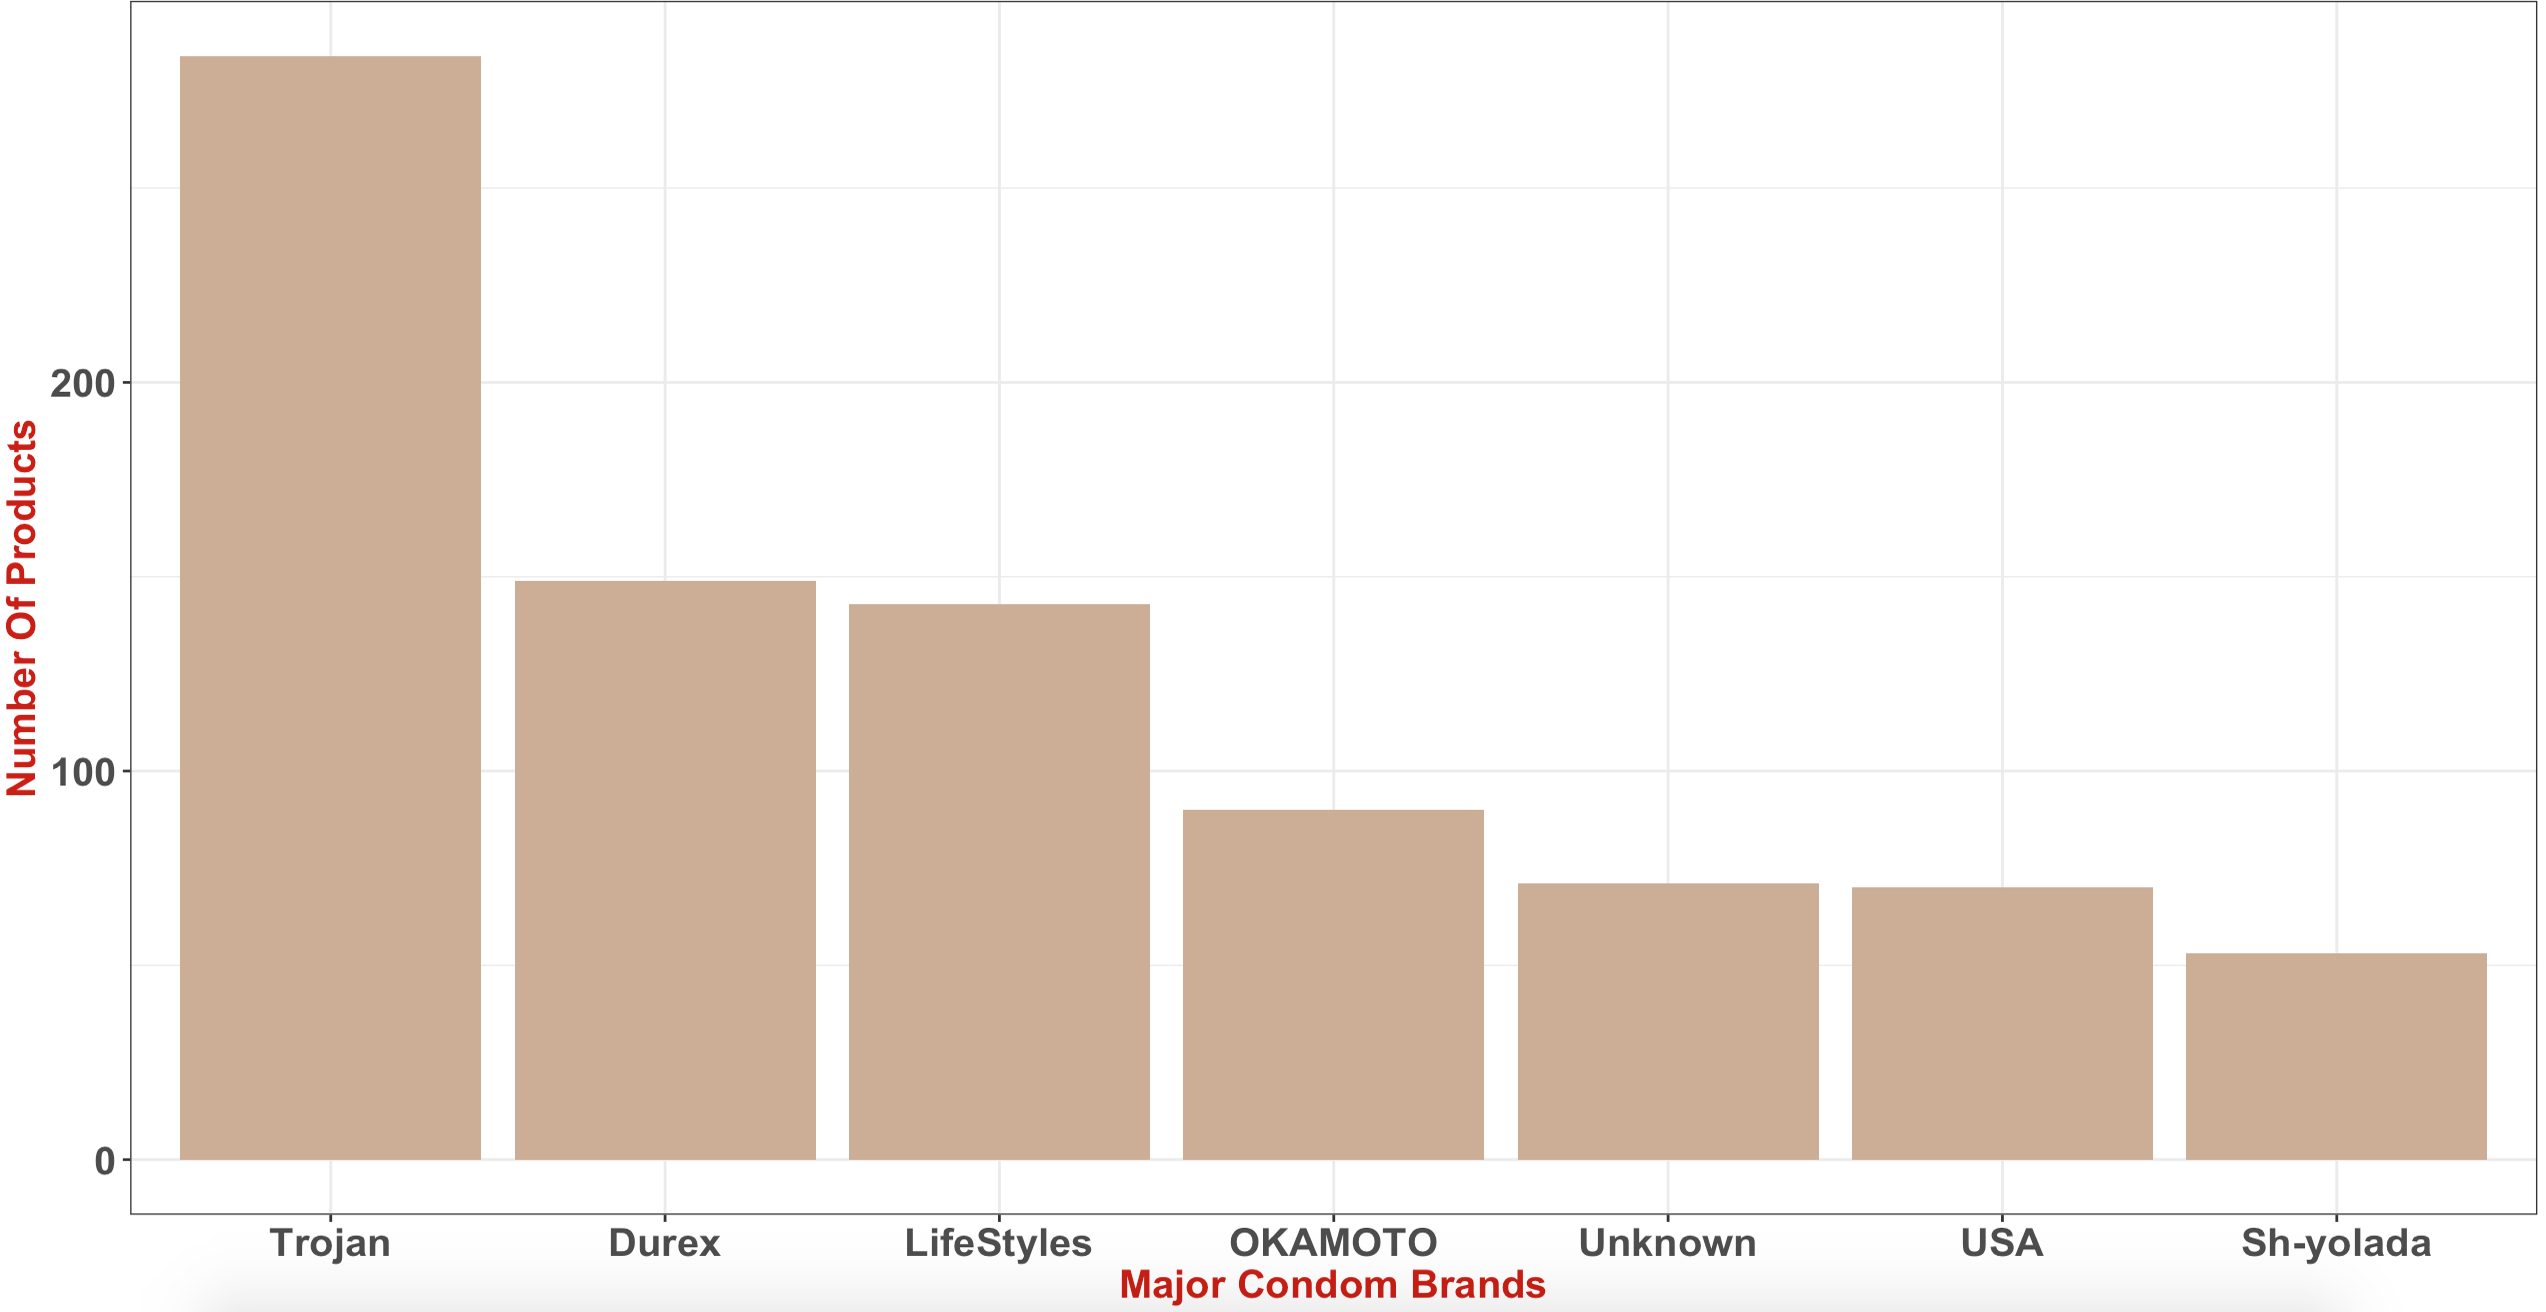 Number Of Products
200
100
0
Trojan Durex LifeStyles OKAMOTO Unknown USA Sh-yolada
Major Condom Brands